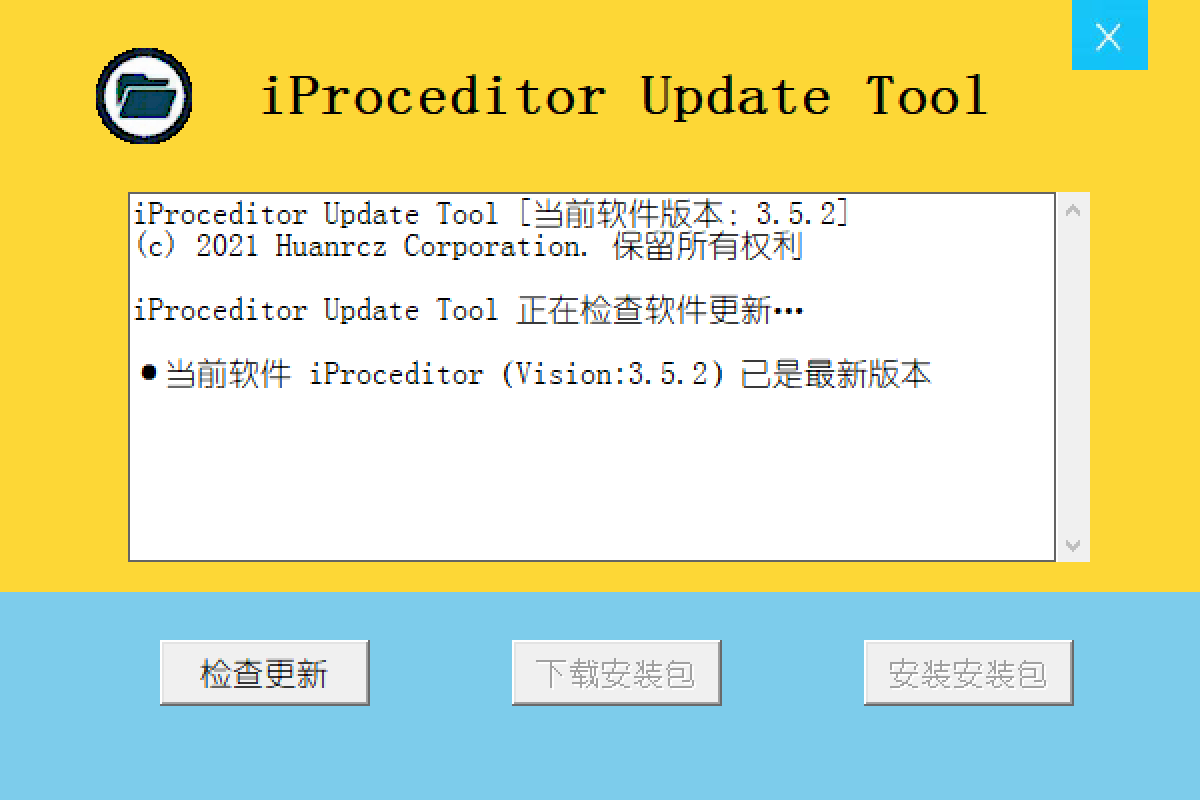 iProceditor Update Tool
iProceditor Update Tool [当前软件版本: 3.5.2]
(c) 2021 Huanrcz Corporation. 保留所有权利
iProceditor Update Tool 正在检查软件更新…
●当前软件 iProceditor (Vision:3.5.2) 已是最新版本
检查更新
下载安装包
安装安装包